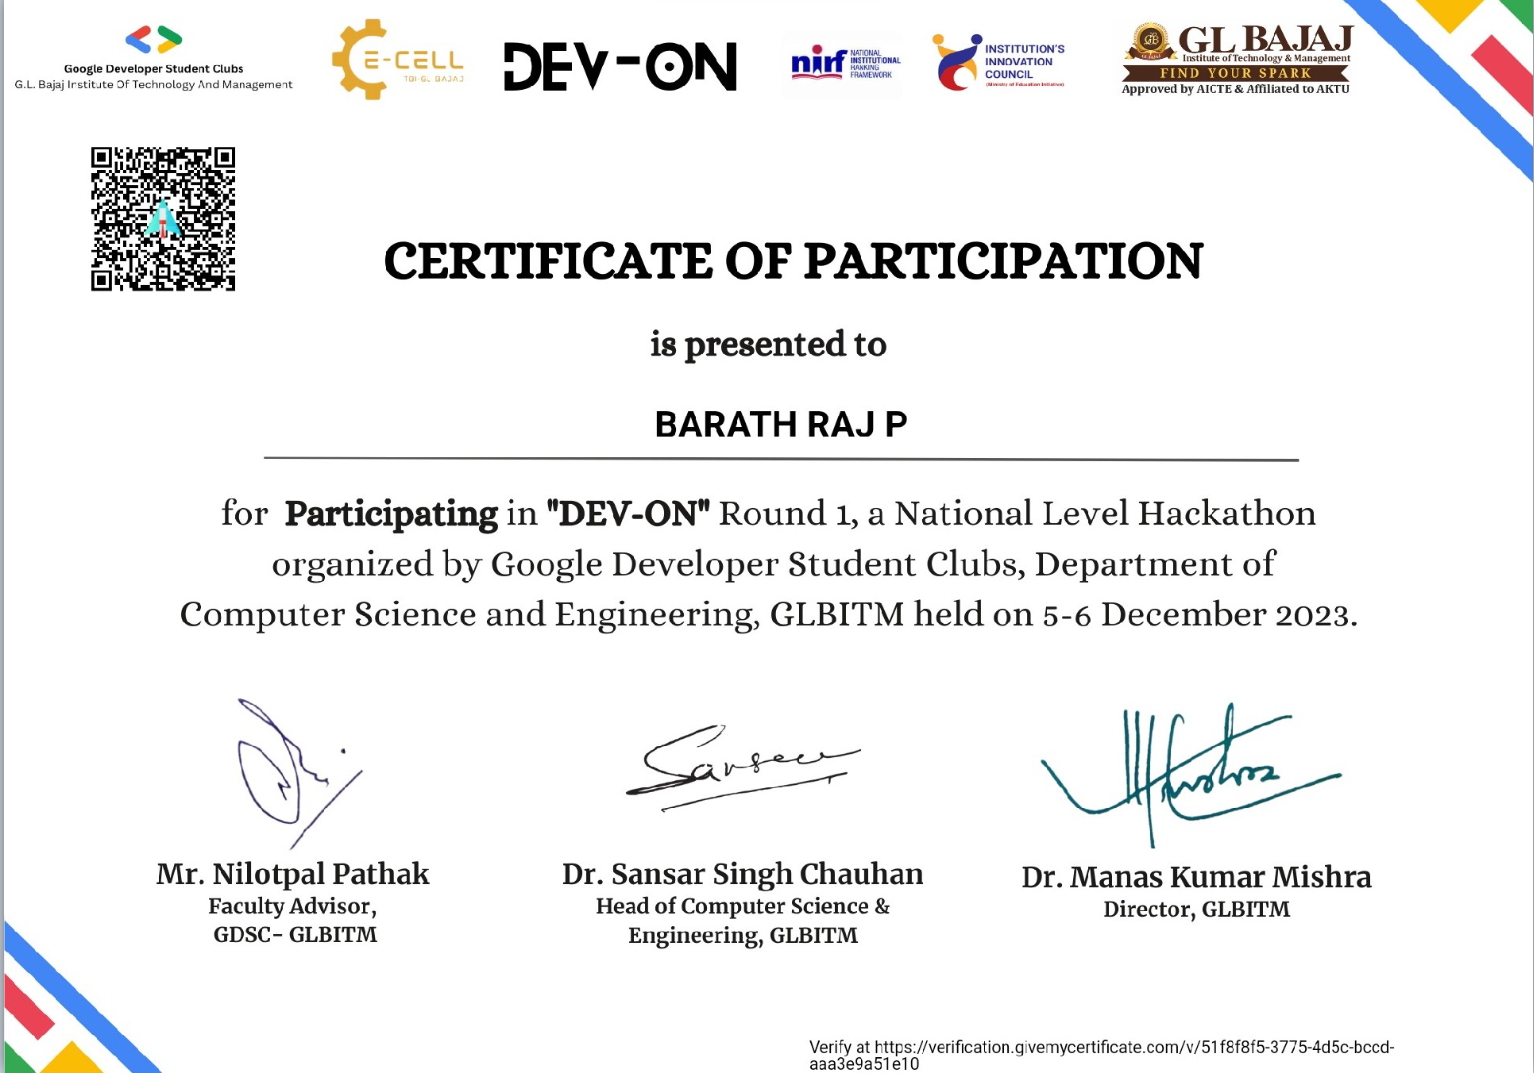 Google Developer Student Clubs
G.L. Bajaj Institute Of Technology And Management
E-CELL
TBI-GL BAJAJ
DEV-ON
nirf
NATIONAL
INSTITUTIONAL
RANKING
FRAMEWORK
INSTITUTION'S
INNOVATION
COUNCIL
(Ministry of Education Initiative)
GL BAJAJ
Institute of Technology & Management
FIND YOUR SPARK
Approved by AICTE & Affiliated to AKTU
CERTIFICATE OF PARTICIPATION
is presented to
BARATH RAJ P
for Participating in "DEV-ON" Round 1, a National Level Hackathon
organized by Google Developer Student Clubs, Department of
Computer Science and Engineering, GLBITM held on 5-6 December 2023.
Mr. Nilotpal Pathak
Faculty Advisor,
GDSC- GLBITM
Dr. Sansar Singh Chauhan
Head of Computer Science &
Engineering, GLBITM
Dr. Manas Kumar Mishra
Director, GLBITM
Verify at https://verification.givemycertificate.com/v/51f8f8f5-3775-4d5c-bccd-
aaa3e9a51e10